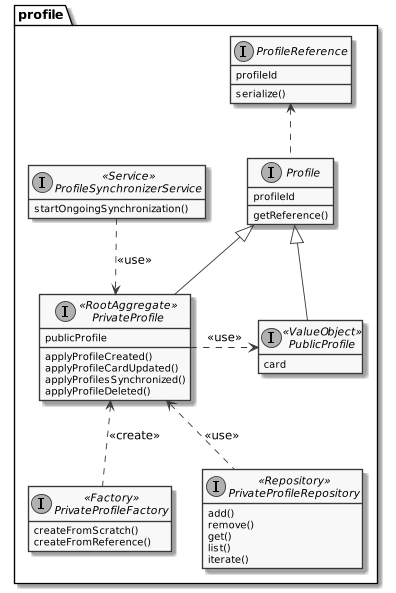 profile
I
ProfileReference
profileId
serialize()
I
«Service»
ProfileSynchronizerService
startOngoingSynchronization()
I
Profile
profileId
getReference()
«use»
I
«RootAggregate»
PrivateProfile
publicProfile
applyProfileCreated()
applyProfileCardUpdated()
applyProfilesSynchronized()
applyProfileDeleted()
«use»
I
«ValueObject»
PublicProfile
card
«create»
«use»
I
«Factory»
PrivateProfileFactory
createFromScratch()
createFromReference()
I
«Repository»
PrivateProfileRepository
add()
remove()
get()
list()
iterate()